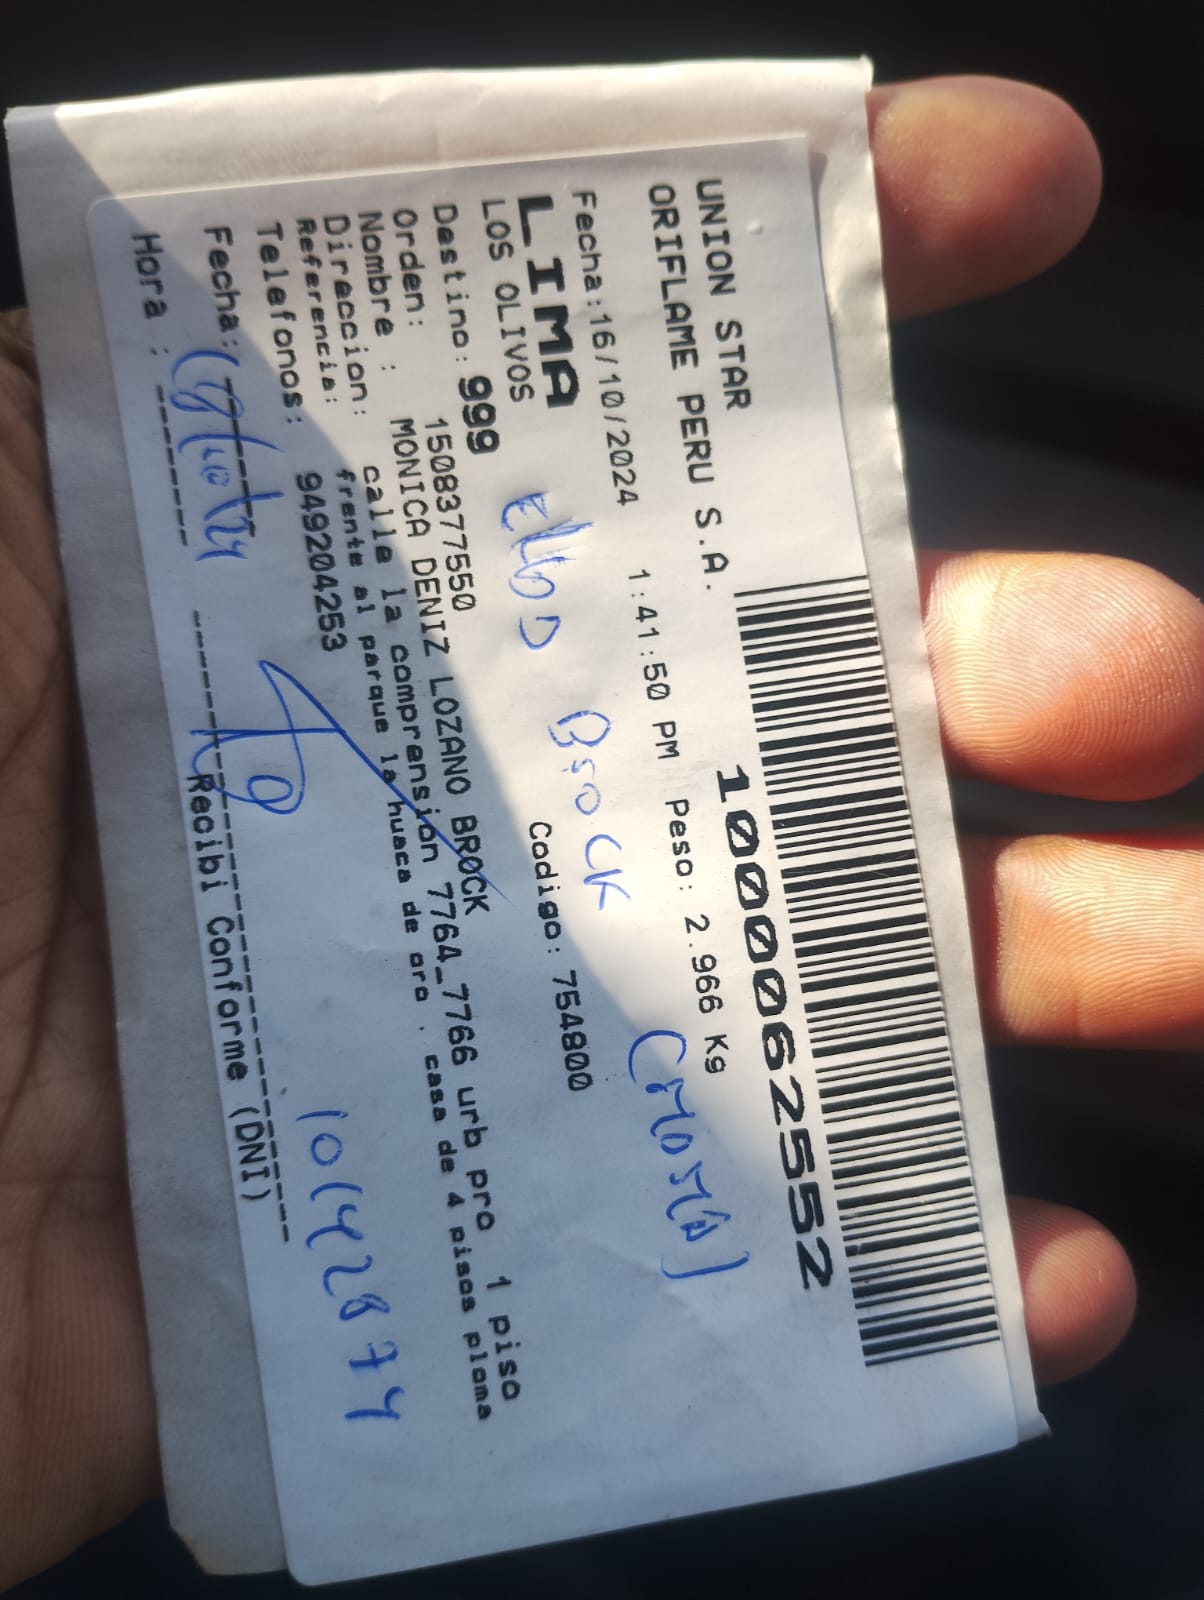 1000062552
UNION STAR
ORIFLAME PERU S.A.
Fecha:16/10/2024 1:41:50 PM Peso: 2.966 Kg
LIMA
LOS OLIVOS
Codigo: 754800
Brock
Destino: 999
Orden: 1508377550
Nombre : MONICA DENIZ LOZANO BROCK
Direccion: calle la comprension 7764_7766 urb pro 1 piso
Referencia: frente al parque la huaca de oro . casa de 4 pisos ploma
Telefonos: 949204253
10142874
Fecha:
Hora :
Recibi Conforme (DNI)